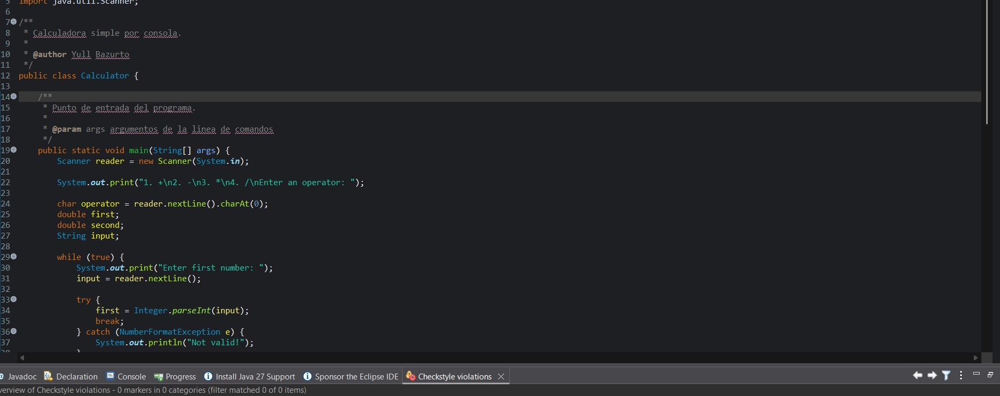 5 import java.util.Scanner;
6
7 /**
8 * Calculadora simple por consola.
9 *
10 * @author Yull Bazurto
11 */
12 public class Calculator {
13
14 /**
15 * Punto de entrada del programa.
16 *
17 * @param args argumentos de la linea de comandos
18 */
19 public static void main(String[] args) {
20 Scanner reader = new Scanner(System.in);
21
22 System.out.print("1. +\n2. -\n3. *\n4. /\nEnter an operator: ");
23
24 char operator = reader.nextLine().charAt(0);
25 double first;
26 double second;
27 String input;
28
29 while (true) {
30 System.out.print("Enter first number: ");
31 input = reader.nextLine();
32
33 try {
34 first = Integer.parseInt(input);
35 break;
36 } catch (NumberFormatException e) {
37 System.out.println("Not valid!");
38 }
Javadoc Declaration Console Progress Install Java 27 Support Sponsor the Eclipse IDE Checkstyle violations
verview of Checkstyle violations - 0 markers in 0 categories (filter matched 0 of 0 items)